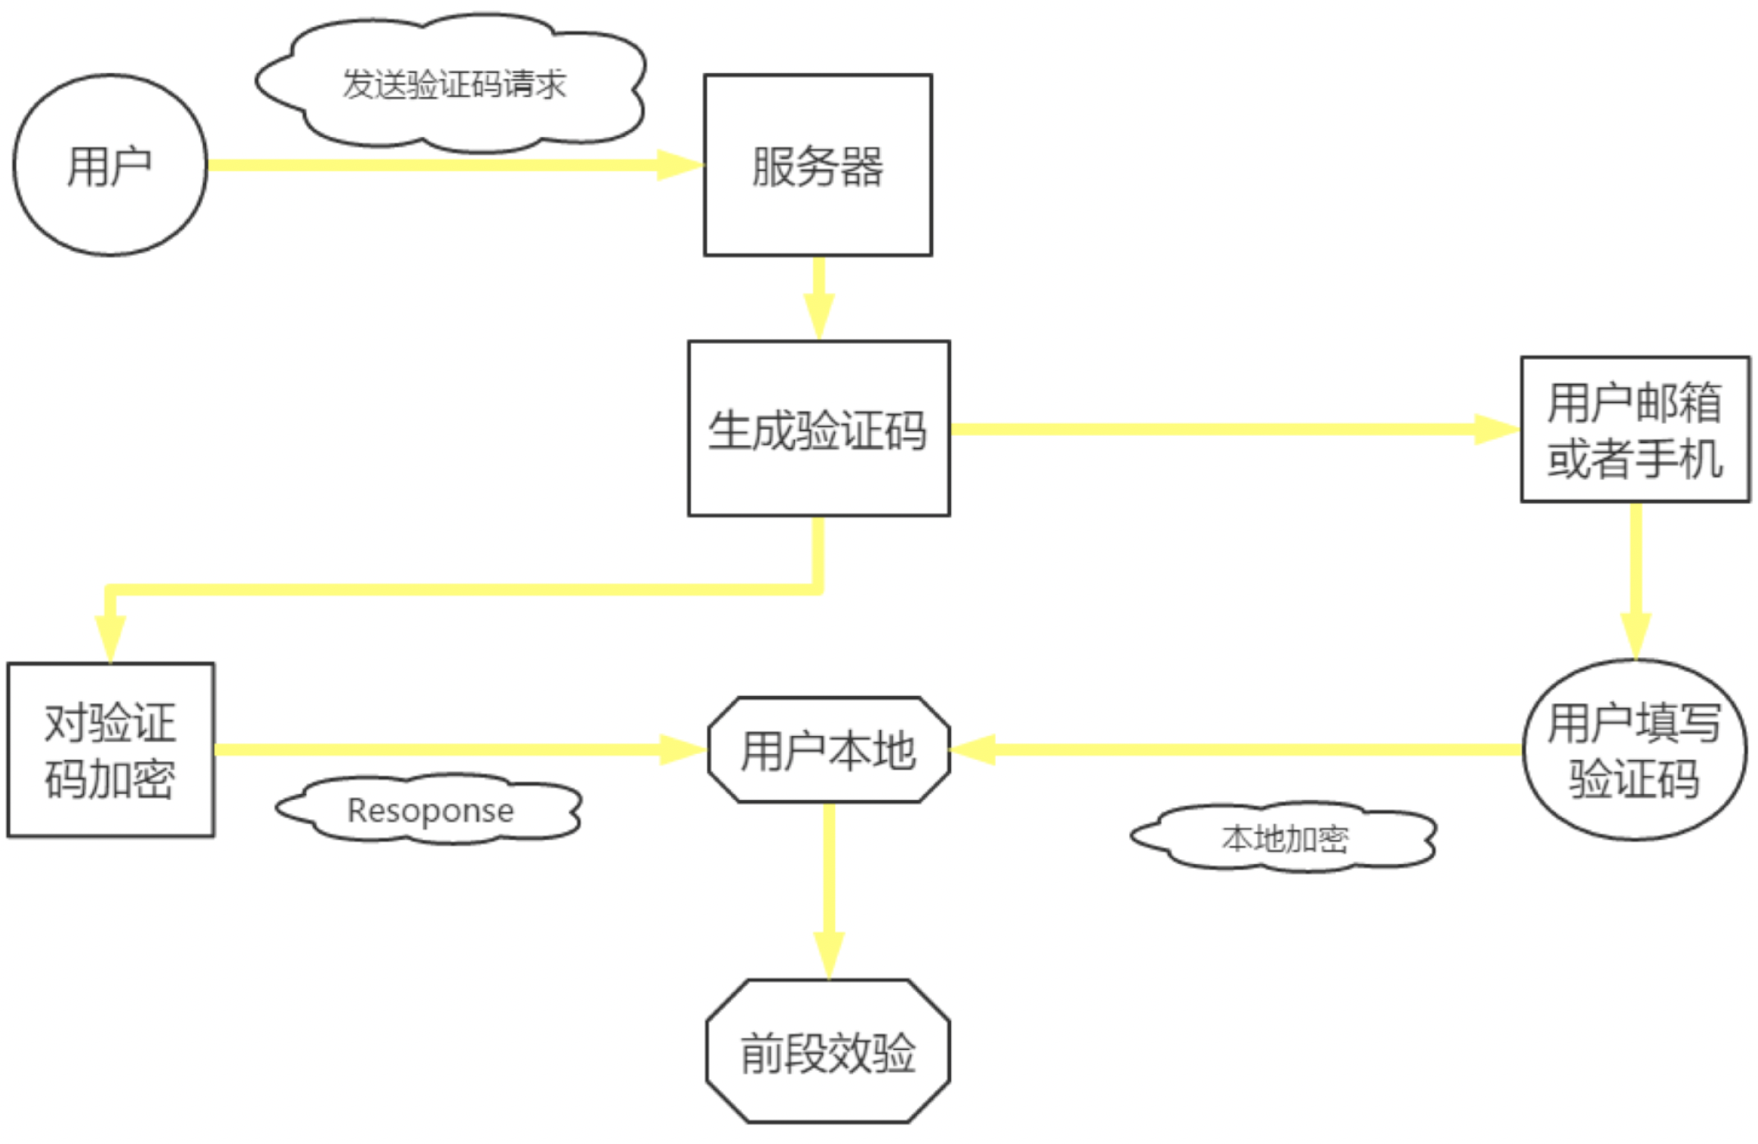 发送验证码请求
用户
服务器
生成验证码
用户邮箱
或者手机
对验证
码加密
用户本地
用户填写
验证码
Resoponse
本地加密
前段效验